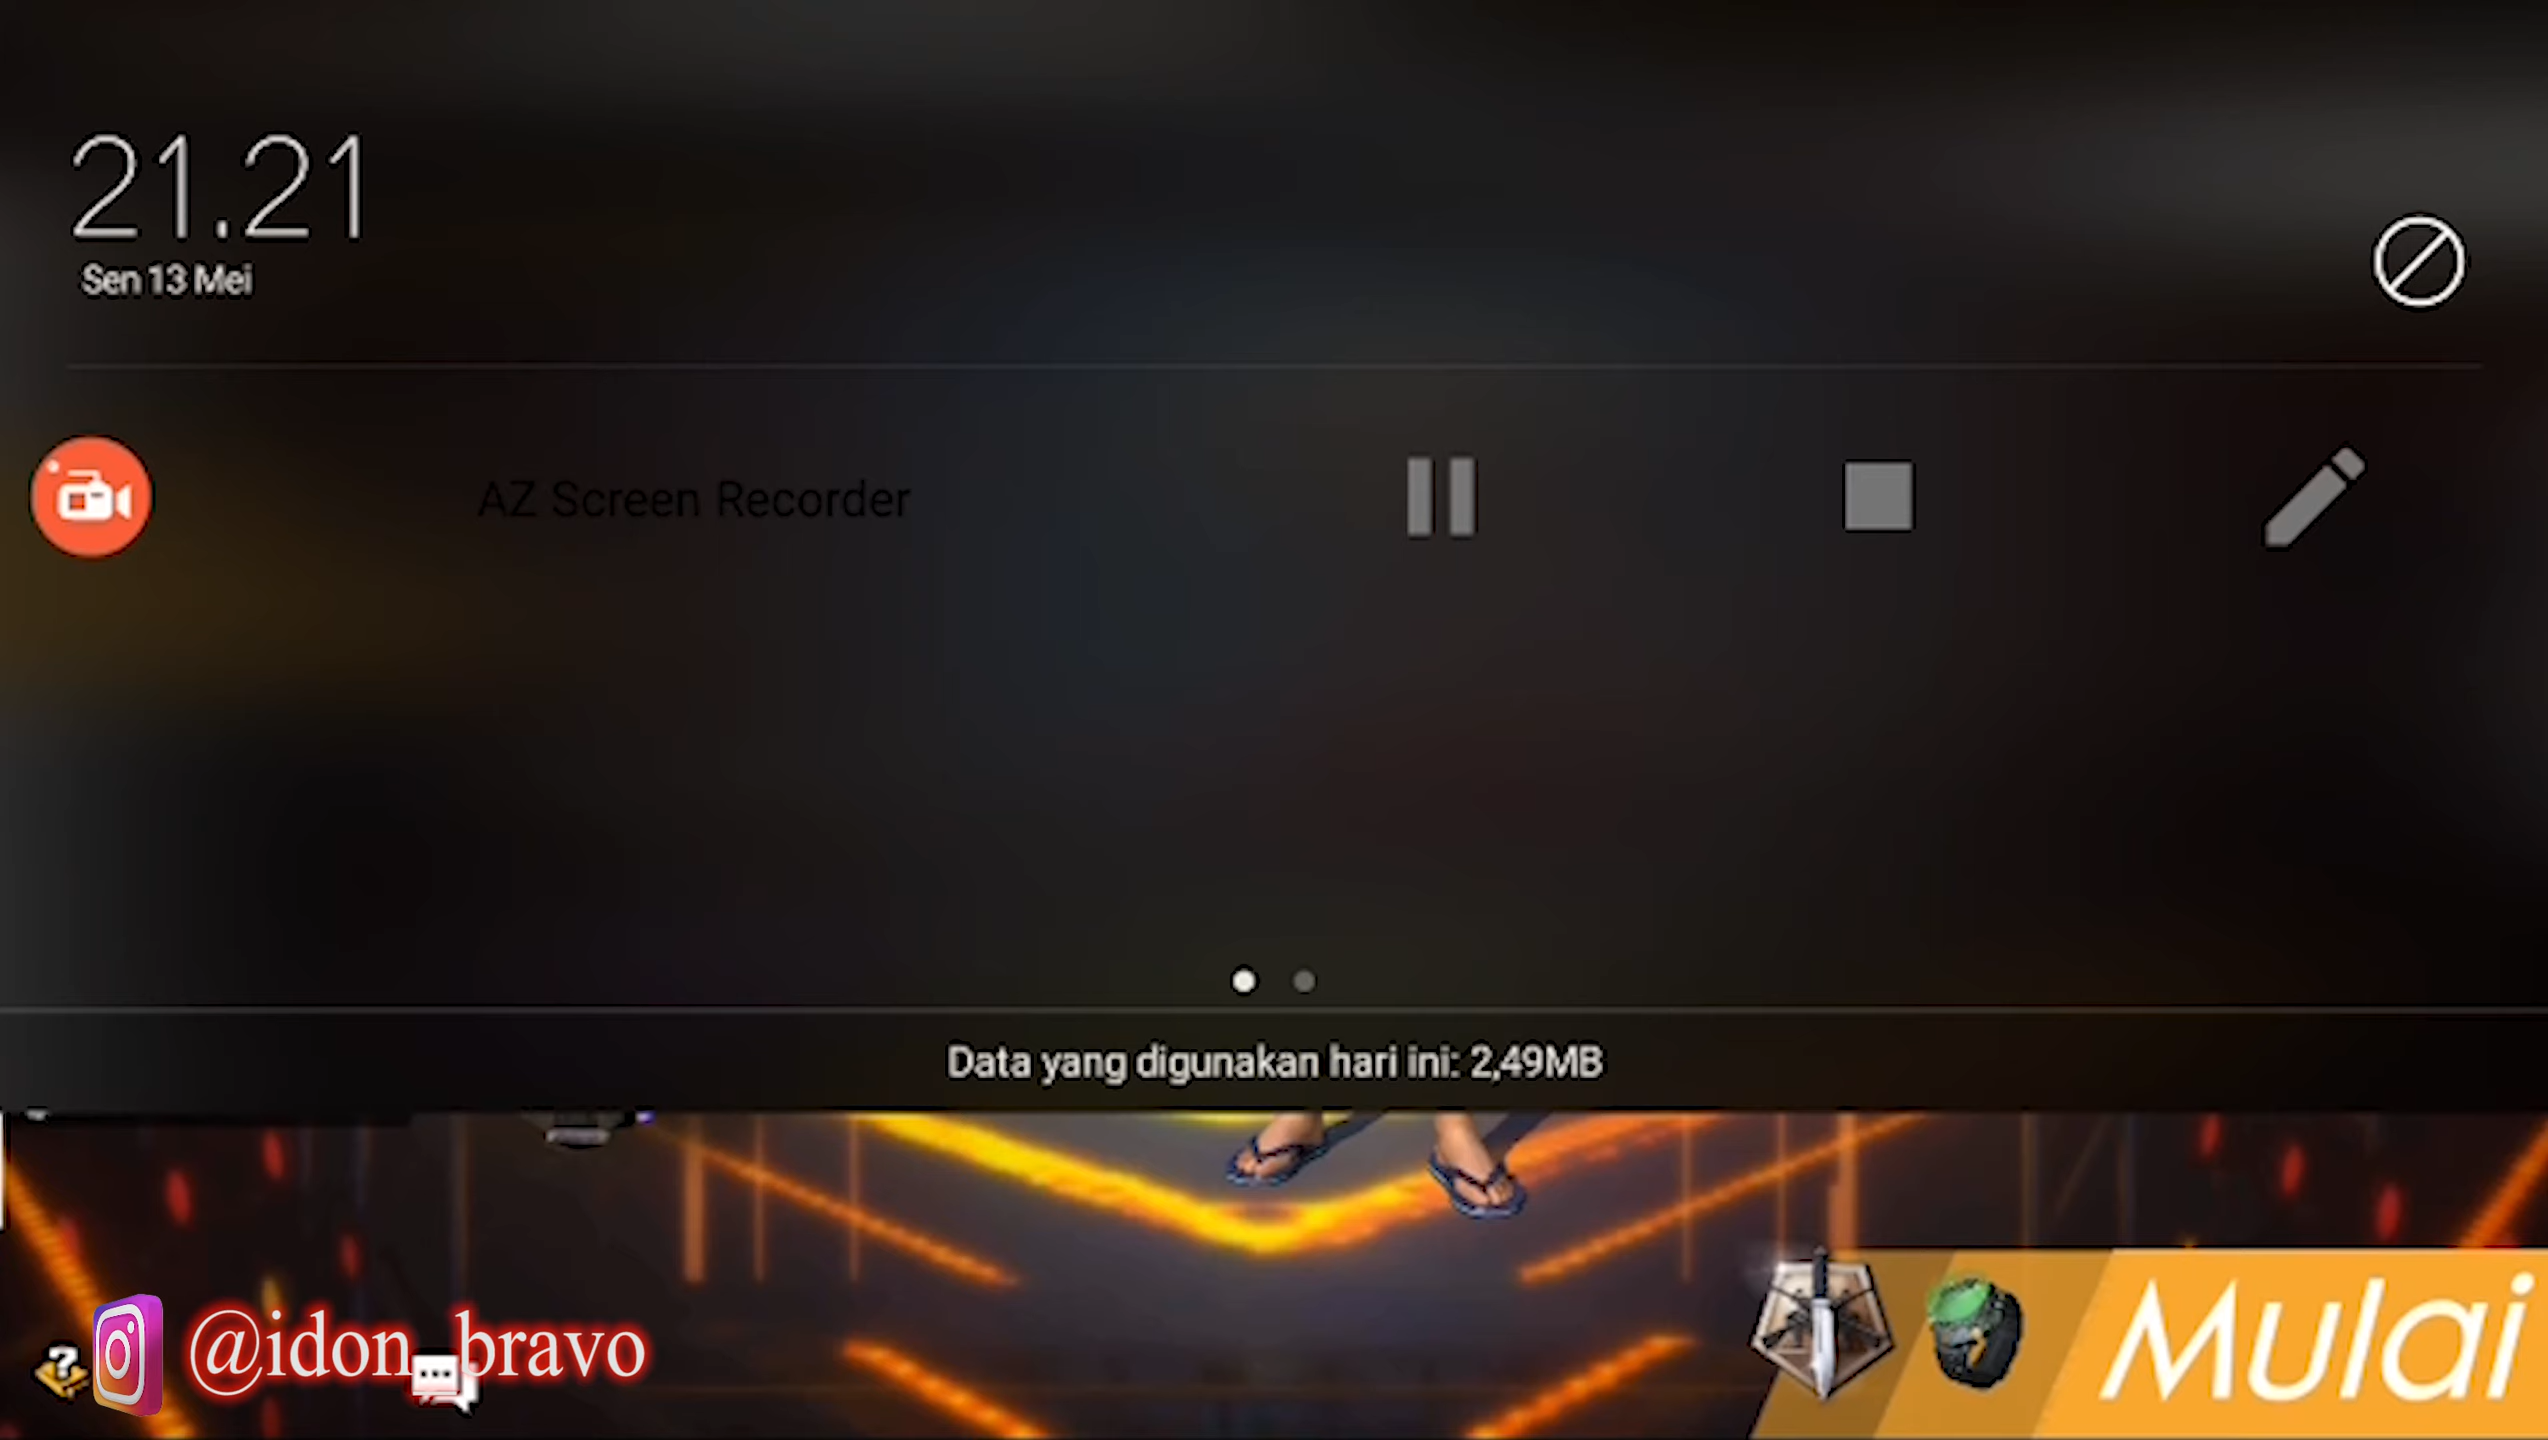 21.21
Sen 13 Mei
AZ Screen Recorder
Data yang digunakan hari ini: 2,49MB
@idon_bravo
Mulai